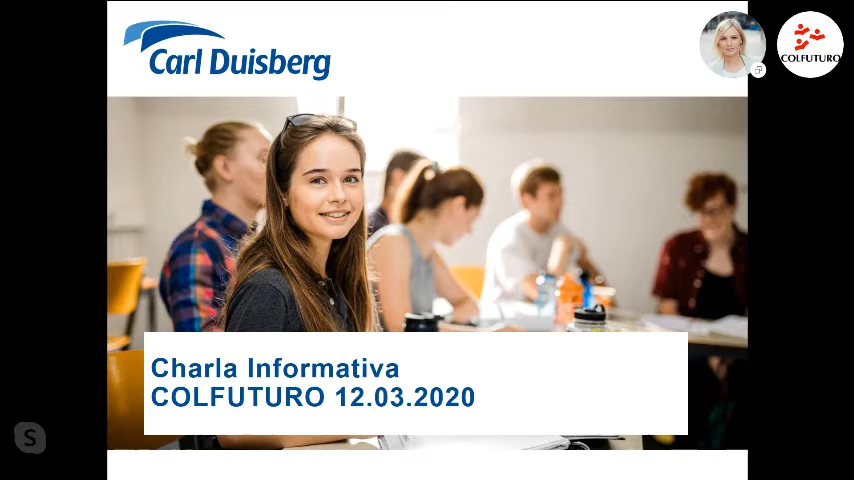 Carl Duisberg
COLFUTURO
Charla Informativa
COLFUTURO 12.03.2020
S